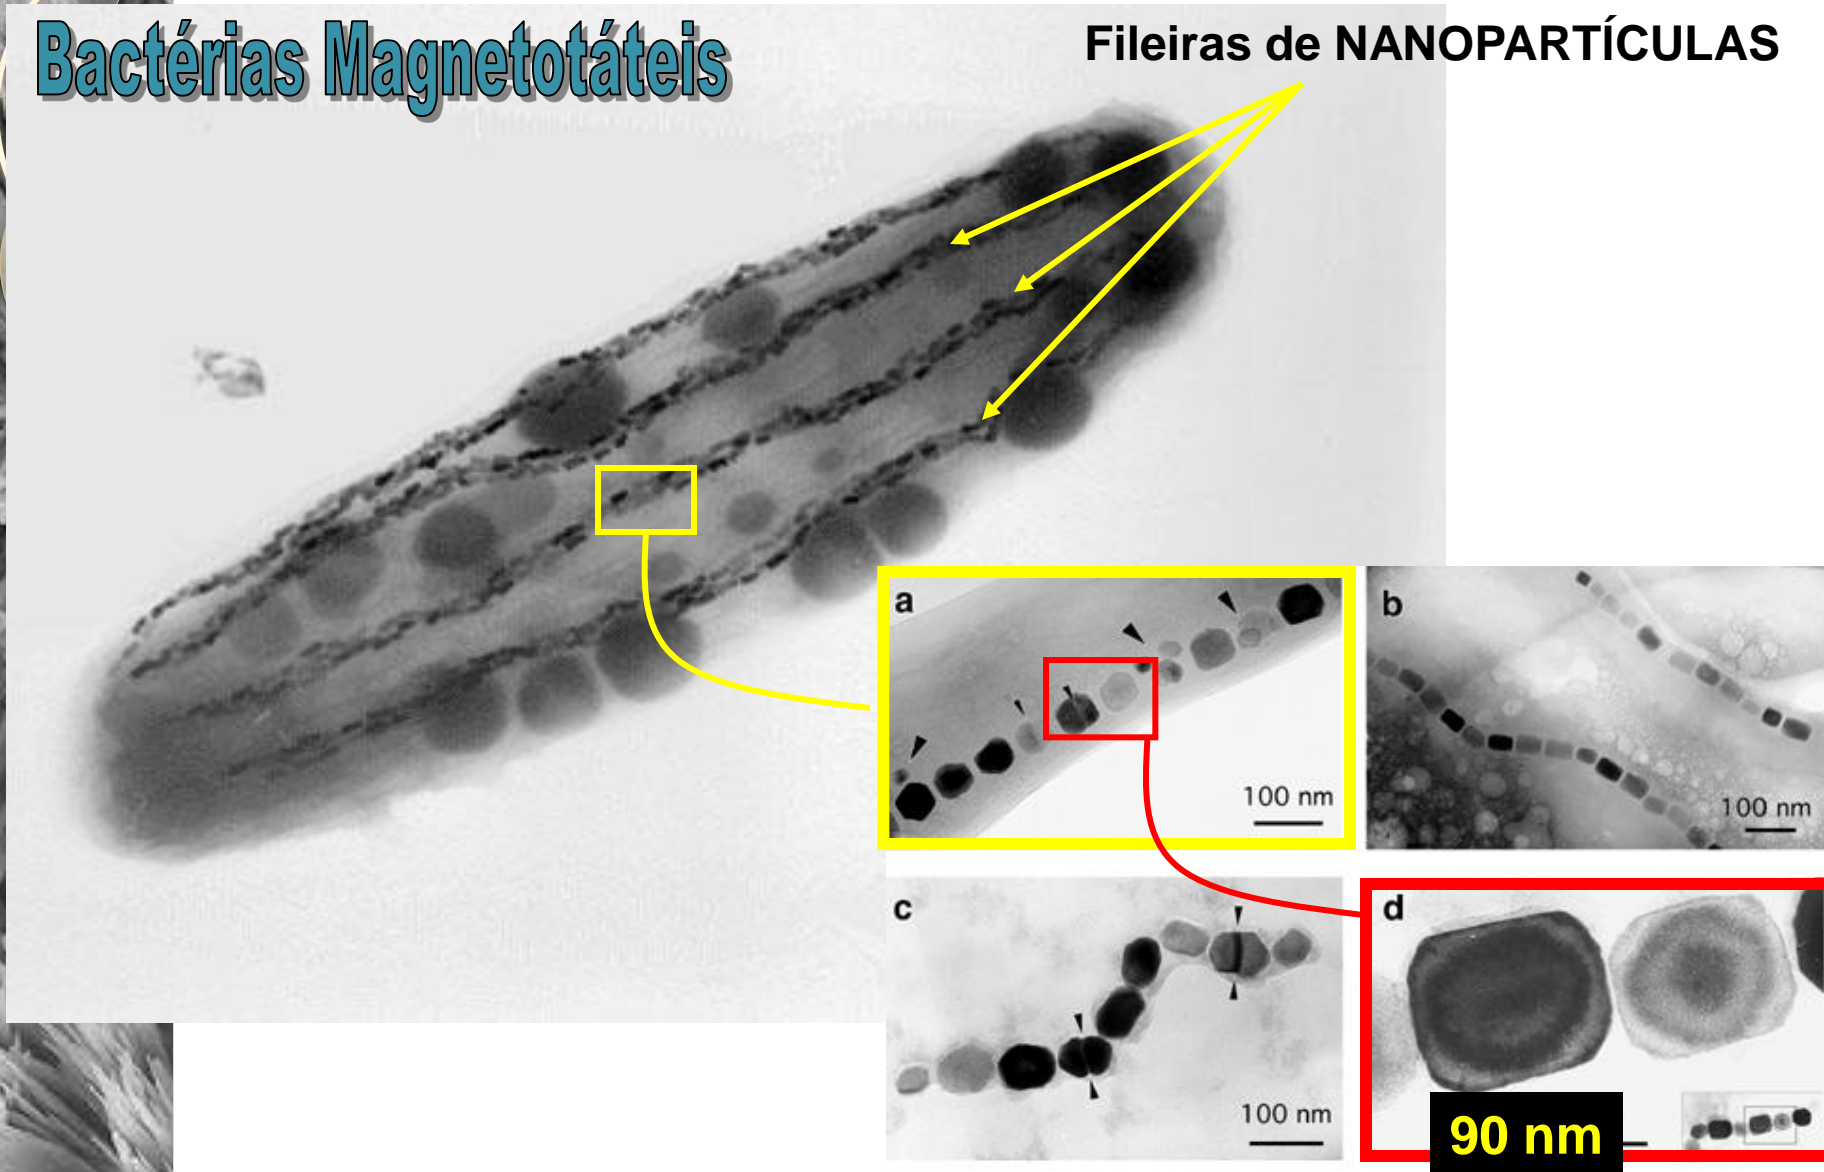 Bactérias Magnetotáteis
Fileiras de NANOPARTÍCULAS
a
100 nm
b
100 nm
c
100 nm
d
90 nm